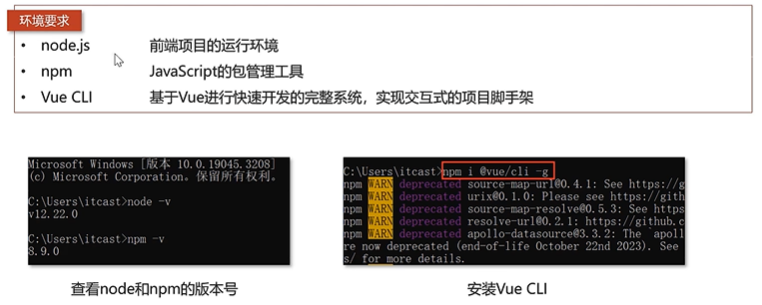 环境要求
• node.js 前端项目的运行环境
• npm JavaScript的包管理工具
• Vue CLI 基于Vue进行快速开发的完整系统，实现交互式的项目脚手架
Microsoft Windows [版本 10.0.19045.3208]
(c) Microsoft Corporation。保留所有权利。
C:\Users\itcast>node -v
v12.22.0
C:\Users\itcast>npm -v
8.9.0
查看node和npm的版本号
C:\Users\itcast>npm i @vue/cli -g
npm WARN deprecated source-map-url@0.4.1: See https://g
npm WARN deprecated urix@0.1.0: Please see https://gith
npm WARN deprecated source-map-resolve@0.5.3: See https
npm WARN deprecated resolve-url@0.2.1: https://github.c
npm WARN deprecated apollo-datasource@3.3.2: The `apoll
re now deprecated (end-of-life October 22nd 2023). See
s/ for more details.
安装Vue CLI